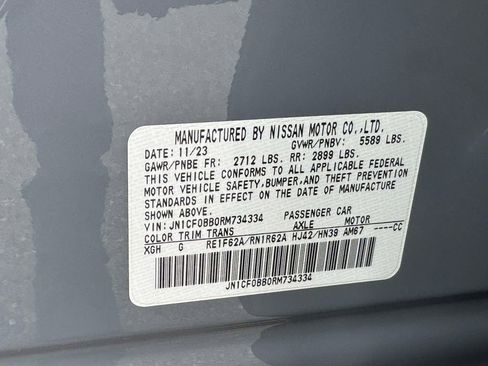 MANUFACTURED BY NISSAN MOTOR CO.,LTD.
DATE: 11/23 GVWR/PNBV: 5589 LBS.
GAWR/PNBE FR: 2712 LBS. RR: 2899 LBS.
THIS VEHICLE CONFORMS TO ALL APPLICABLE FEDERAL
MOTOR VEHICLE SAFETY,BUMPER,AND THEFT PREVENTION
STANDARDS IN EFFECT ON THE DATE OF MANUFACTURE
SHOWN ABOVE.
VIN: JN1CF0BB0RM734334 PASSENGER CAR
COLOR TRIM TRANS AXLE MOTOR
XGH G RE1F62A/RN1R62A HJ42/HN39 AM67 ----CC
JN1CF0BB0RM734334